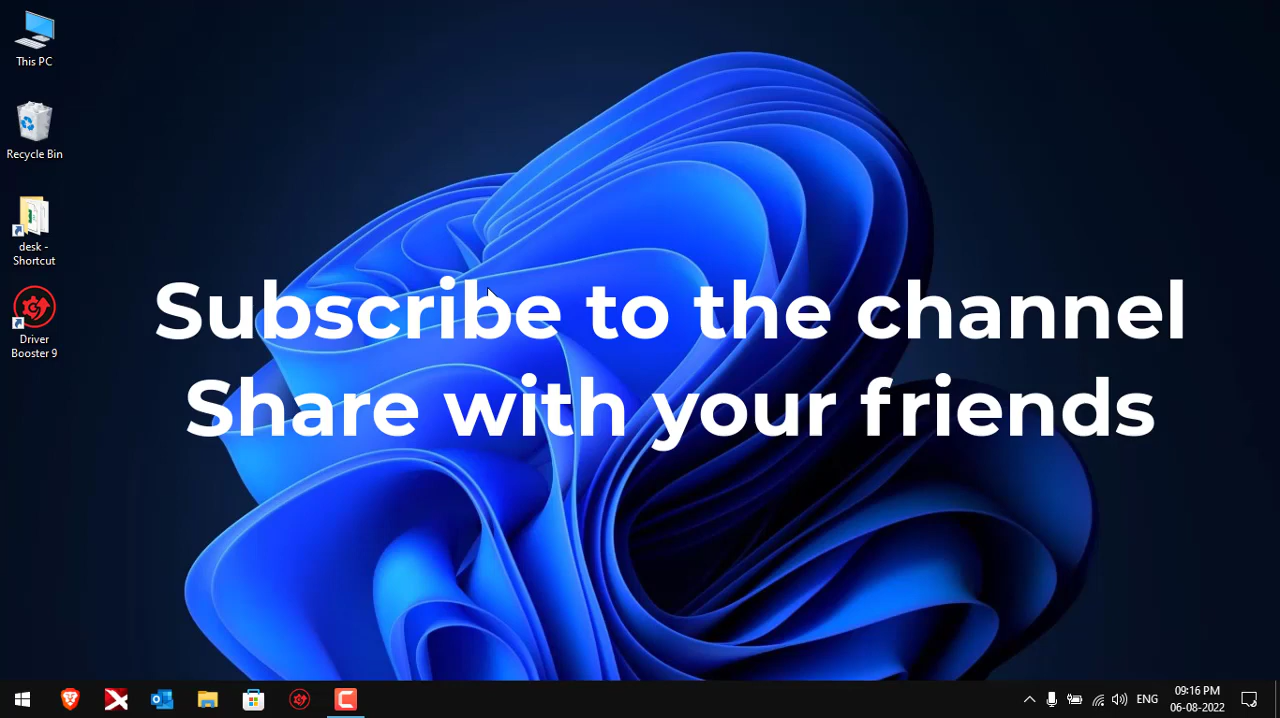 This PC
Recycle Bin
desk -
Shortcut
Driver
Booster 9
Subscribe to the channel
Share with your friends
ENG
09:16 PM
06-08-2022